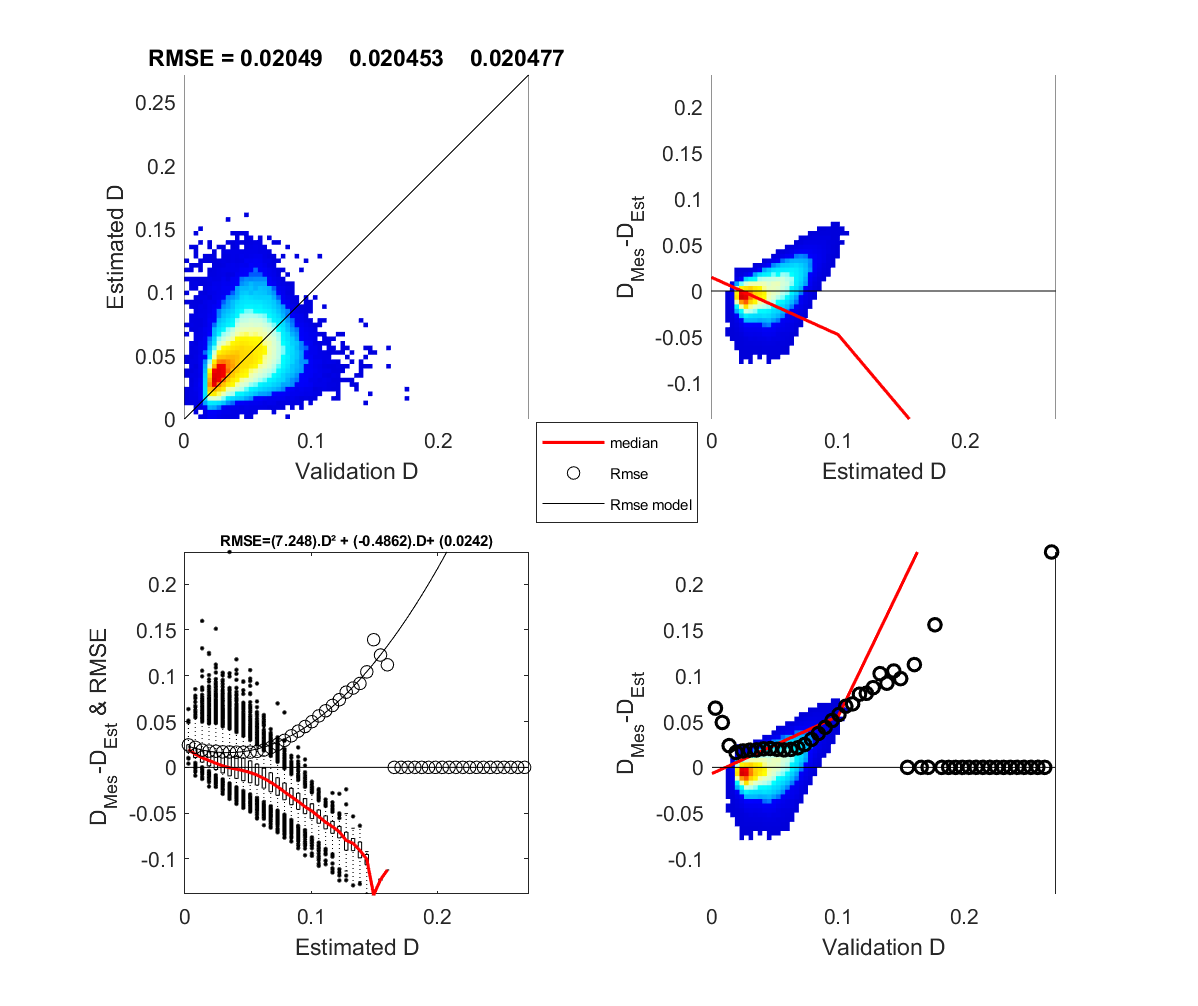 RMSE = 0.02049 0.020453 0.020477
0.25
0.2
0.15
0.1
0.05
0
Estimated D
0 0.1 0.2
Validation D
0.2
0.15
0.1
0.05
0
-0.05
-0.1
D_Mes-D_Est
0 0.1 0.2
Estimated D
median
Rmse
Rmse model
RMSE=(7.248).D² + (-0.4862).D+ (0.0242)
0.2
0.15
0.1
0.05
0
-0.05
-0.1
D_Mes-D_Est & RMSE
0 0.1 0.2
Estimated D
0.2
0.15
0.1
0.05
0
-0.05
-0.1
D_Mes-D_Est
0 0.1 0.2
Validation D